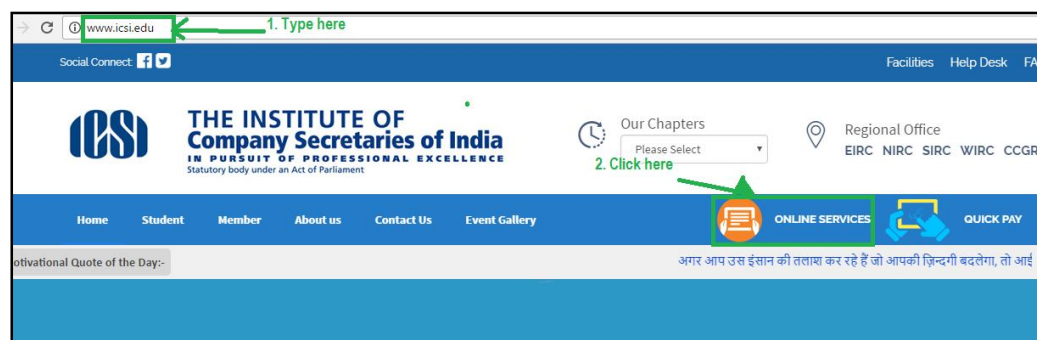 www.icsi.edu
1. Type here
Social Connect:
Facilities Help Desk
THE INSTITUTE OF
Company Secretaries of India
IN PURSUIT OF PROFESSIONAL EXCELLENCE
Statutory body under an Act of Parliament
Our Chapters
Please Select
Regional Office
EIRC NIRC SIRC WIRC CCGR
2. Click here
Home Student Member About us Contact Us Event Gallery
ONLINE SERVICES
QUICK PAY
otivational Quote of the Day:-
अगर आप उस इंसान की तलाश कर रहे हैं जो आपकी ज़िन्दगी बदलेगा, तो आई